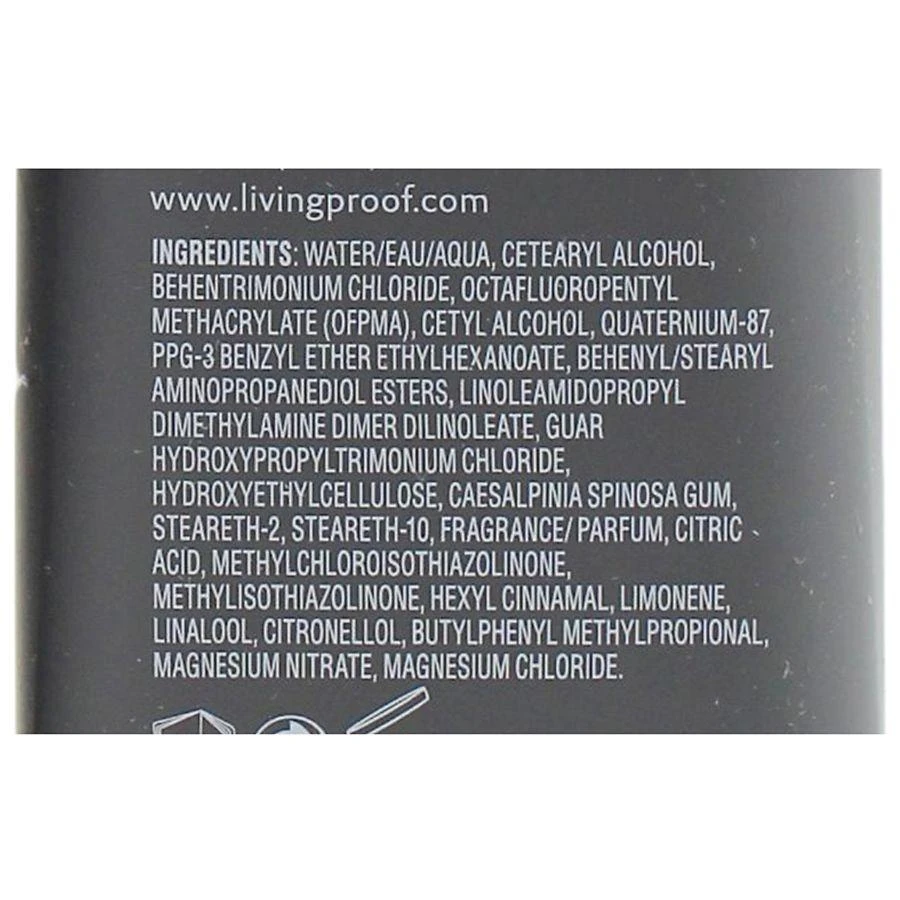 www.livingproof.com
INGREDIENTS: WATER/EAU/AQUA, CETEARYL ALCOHOL,
BEHENTRIMONIUM CHLORIDE, OCTAFLUOROPENTYL
METHACRYLATE (OFPMA), CETYL ALCOHOL, QUATERNIUM-87,
PPG-3 BENZYL ETHER ETHYLHEXANOATE, BEHENYL/STEARYL
AMINOPROPANEDIOL ESTERS, LINOLEAMIDOPROPYL
DIMETHYLAMINE DIMER DILINOLEATE, GUAR
HYDROXYPROPYLTRIMONIUM CHLORIDE,
HYDROXYETHYLCELLULOSE, CAESALPINIA SPINOSA GUM,
STEARETH-2, STEARETH-10, FRAGRANCE/ PARFUM, CITRIC
ACID, METHYLCHLOROISOTHIAZOLINONE,
METHYLISOTHIAZOLINONE, HEXYL CINNAMAL, LIMONENE,
LINALOOL, CITRONELLOL, BUTYLPHENYL METHYLPROPIONAL,
MAGNESIUM NITRATE, MAGNESIUM CHLORIDE.